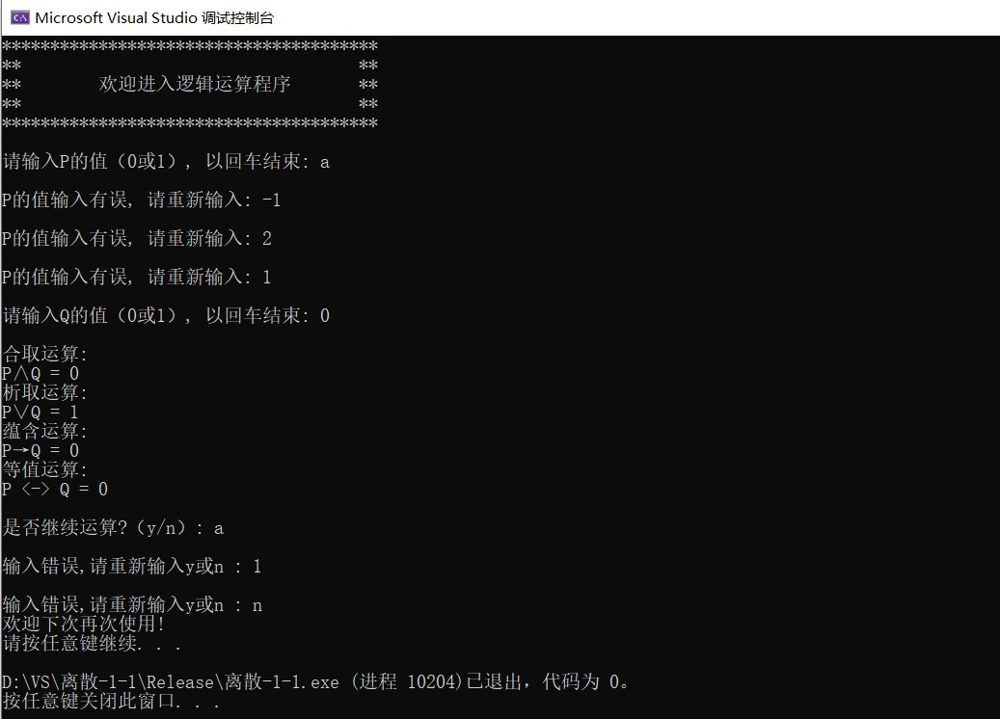 Microsoft Visual Studio 调试控制台
***************************************
**                                   **
**        欢迎进入逻辑运算程序       **
**                                   **
***************************************
请输入P的值（0或1）, 以回车结束: a
P的值输入有误, 请重新输入: -1
P的值输入有误, 请重新输入: 2
P的值输入有误, 请重新输入: 1
请输入Q的值（0或1）, 以回车结束: 0
合取运算:
P∧Q = 0
析取运算:
P∨Q = 1
蕴含运算:
P→Q = 0
等值运算:
P <-> Q = 0
是否继续运算?（y/n）: a
输入错误,请重新输入y或n : 1
输入错误,请重新输入y或n : n
欢迎下次再次使用!
请按任意键继续. . .
D:\VS\离散-1-1\Release\离散-1-1.exe (进程 10204)已退出，代码为 0。
按任意键关闭此窗口. . .